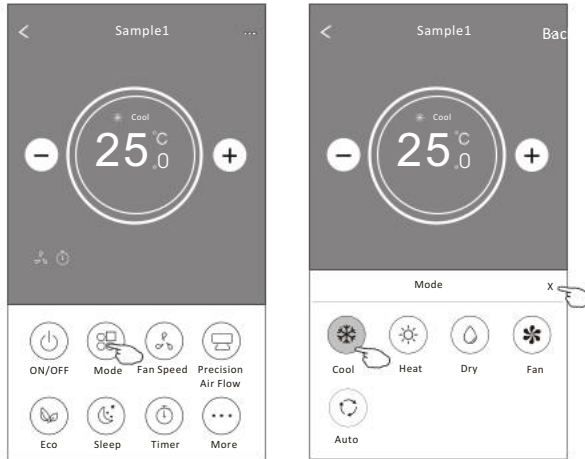 Sample1
...
Cool
25.0 °C
ON/OFF
Mode
Fan Speed
Precision
Air Flow
Eco
Sleep
Timer
More
Sample1
Bac
Cool
25.0 °C
Mode
X
Cool
Heat
Dry
Fan
Auto